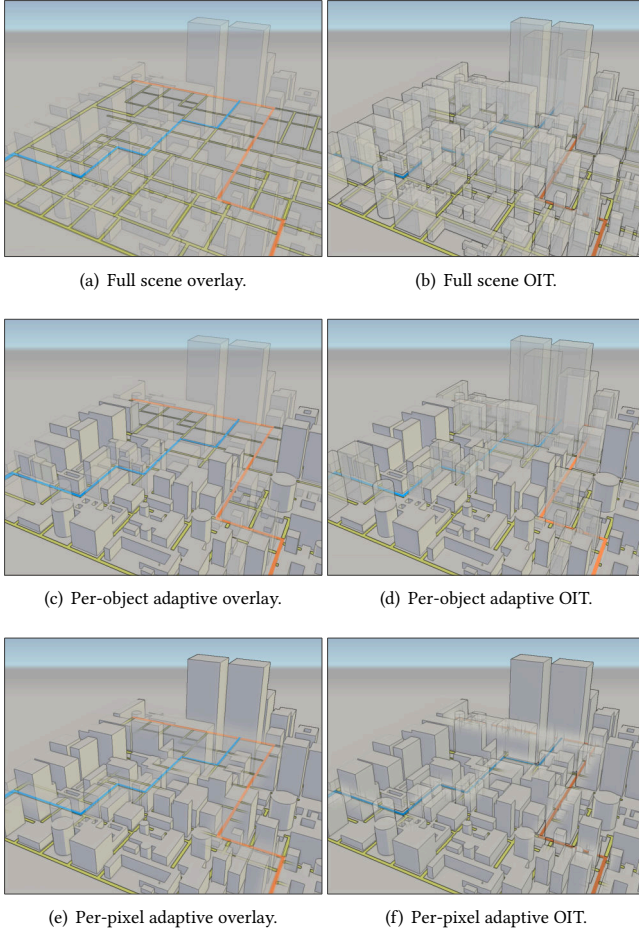 (a) Full scene overlay.
(b) Full scene OIT.
(c) Per-object adaptive overlay.
(d) Per-object adaptive OIT.
(e) Per-pixel adaptive overlay.
(f) Per-pixel adaptive OIT.